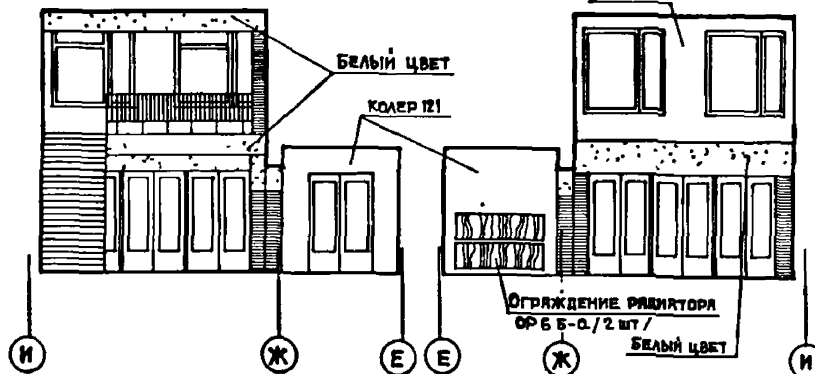 БЕЛЫЙ ЦВЕТ
КОЛЕР 121
ОГРАЖДЕНИЕ РАДИАТОРА
ОР 6 Б-а /2 шт/
БЕЛЫЙ ЦВЕТ
И Ж Е Е Ж И